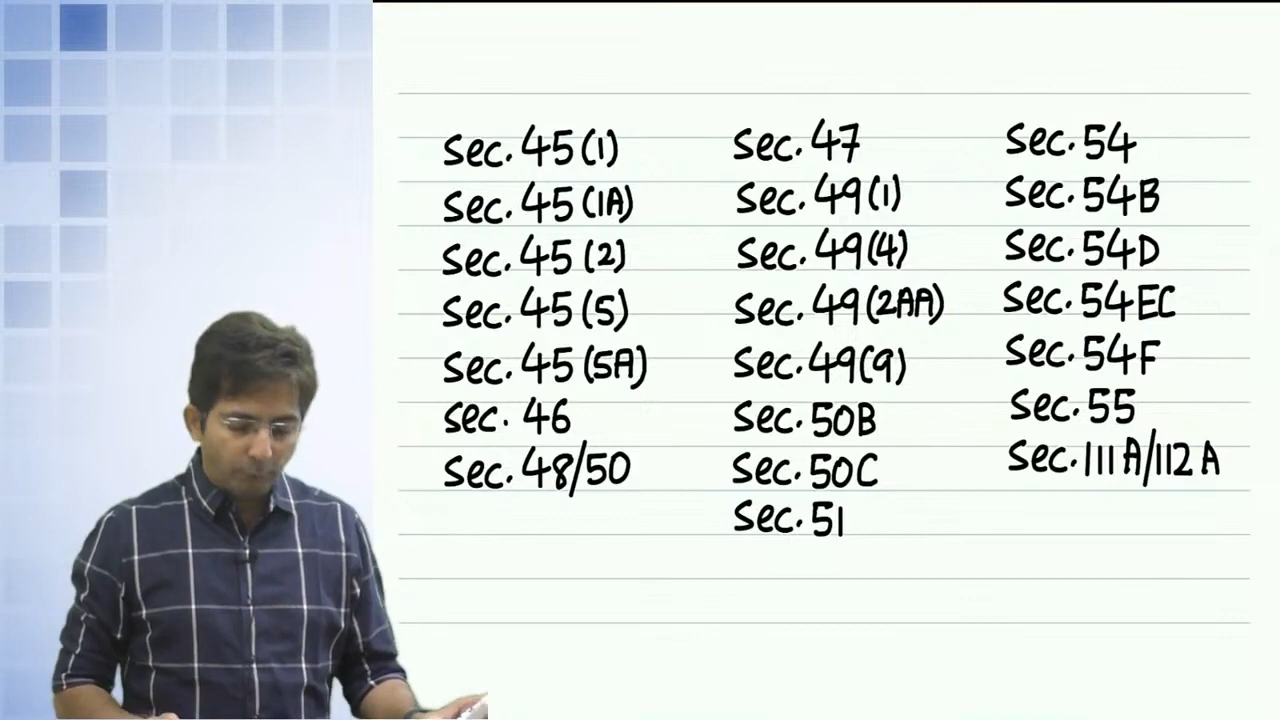 Sec. 45 (1)
Sec. 45 (1A)
Sec. 45 (2)
Sec. 45 (5)
Sec. 45 (5A)
Sec. 46
Sec. 48/50
Sec. 47
Sec. 49 (1)
Sec. 49 (4)
Sec. 49 (2AA)
Sec. 49 (9)
Sec. 50B
Sec. 50C
Sec. 51
Sec. 54
Sec. 54B
Sec. 54D
Sec. 54EC
Sec. 54F
Sec. 55
Sec. 111A/112A